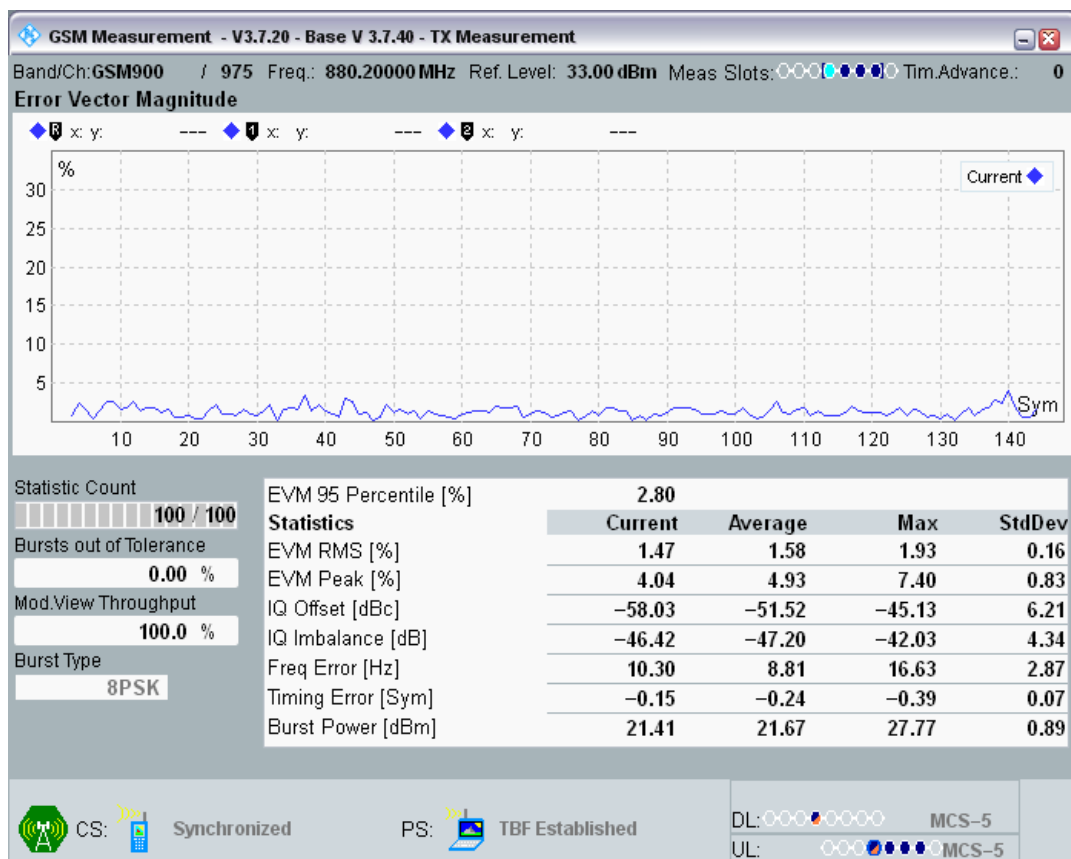 GSM Measurement - V3.7.20 - Base V 3.7.40 - TX Measurement
Band/Ch:GSM900 / 975 Freq.: 880.20000 MHz Ref. Level: 33.00 dBm Meas Slots: Tim.Advance.: 0
Error Vector Magnitude
R x: y: --- 1 x: y: --- 2 x: y: ---
%
Current
30
25
20
15
10
5
Sym
10 20 30 40 50 60 70 80 90 100 110 120 130 140
Statistic Count
100 / 100
Bursts out of Tolerance
0.00 %
Mod.View Throughput
100.0 %
Burst Type
8PSK
EVM 95 Percentile [%] 2.80
Statistics Current Average Max StdDev
EVM RMS [%] 1.47 1.58 1.93 0.16
EVM Peak [%] 4.04 4.93 7.40 0.83
IQ Offset [dBc] −58.03 −51.52 −45.13 6.21
IQ Imbalance [dB] −46.42 −47.20 −42.03 4.34
Freq Error [Hz] 10.30 8.81 16.63 2.87
Timing Error [Sym] −0.15 −0.24 −0.39 0.07
Burst Power [dBm] 21.41 21.67 27.77 0.89
CS: Synchronized PS: TBF Established
DL: MCS−5
UL: MCS−5